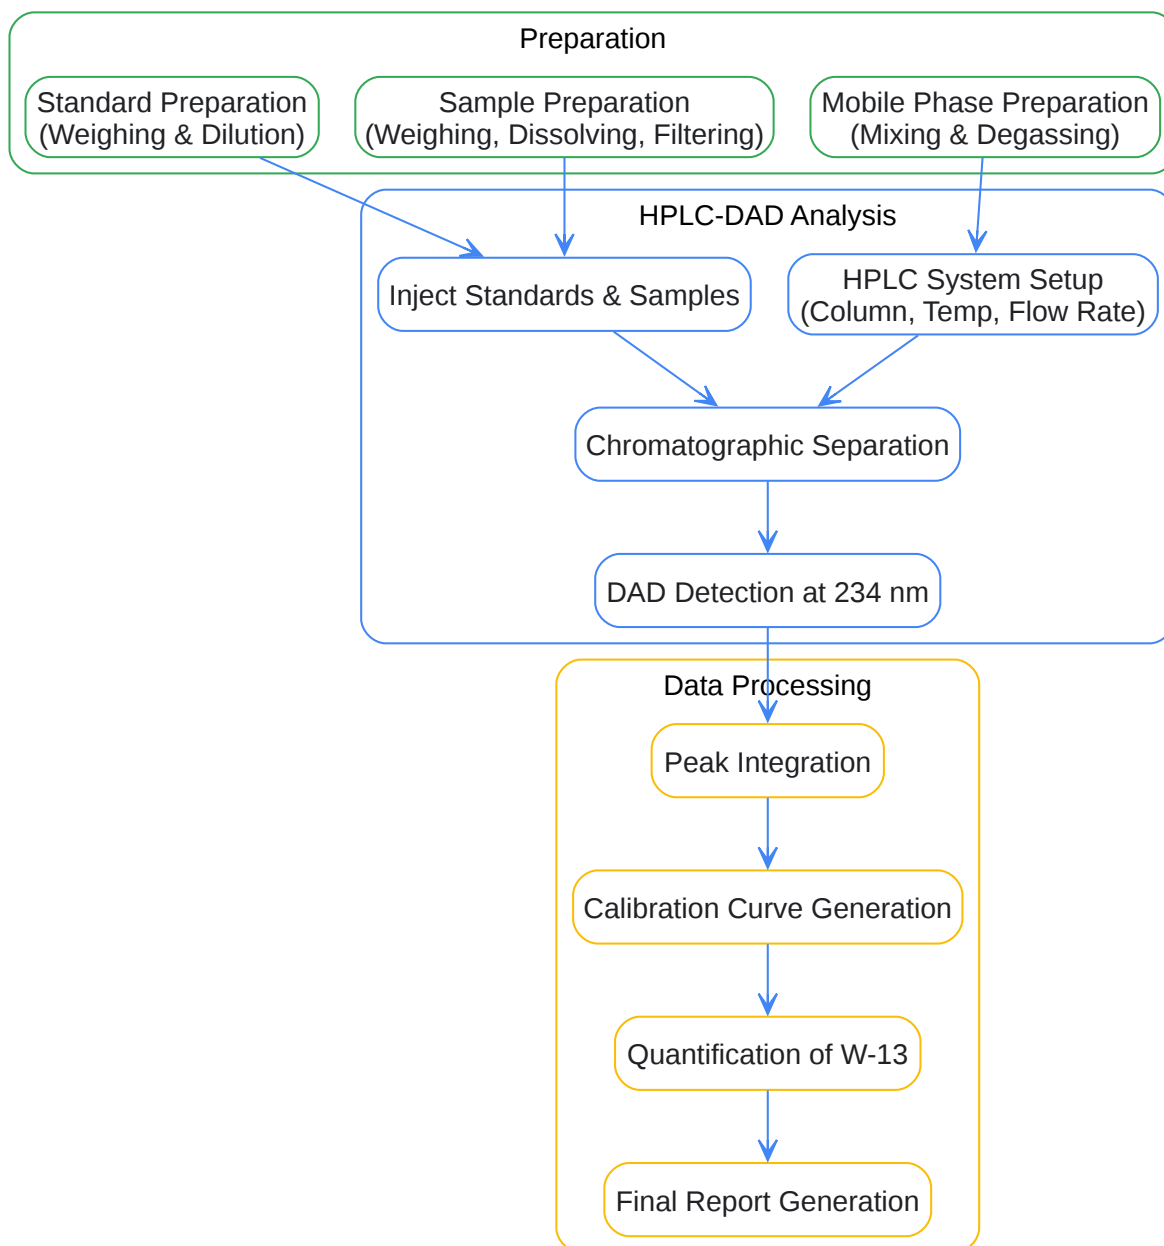 Preparation
Standard Preparation
(Weighing & Dilution)
Sample Preparation
(Weighing, Dissolving, Filtering)
Mobile Phase Preparation
(Mixing & Degassing)
HPLC-DAD Analysis
Inject Standards & Samples
HPLC System Setup
(Column, Temp, Flow Rate)
Chromatographic Separation
DAD Detection at 234 nm
Data Processing
Peak Integration
Calibration Curve Generation
Quantification of W-13
Final Report Generation